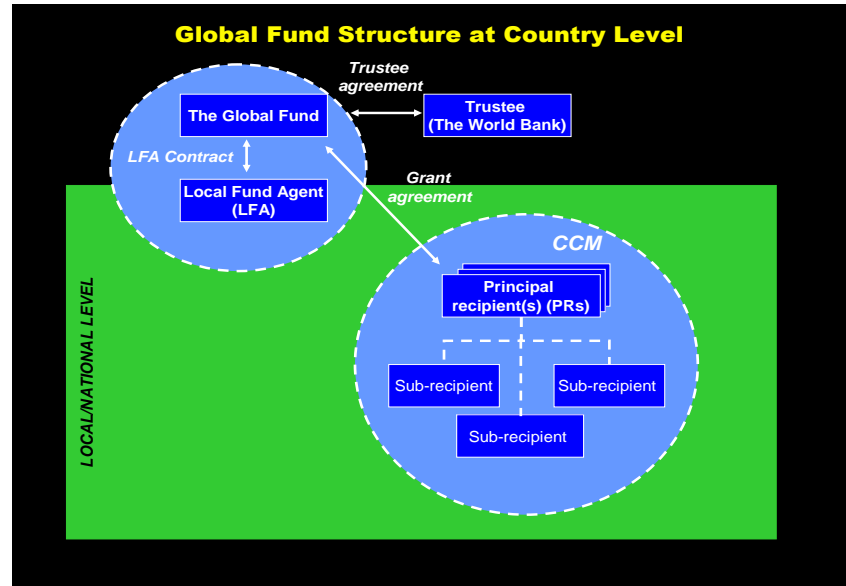 Global Fund Structure at Country Level
Trustee
agreement
The Global Fund
Trustee
(The World Bank)
LFA Contract
Local Fund Agent
(LFA)
Grant
agreement
CCM
Principal
recipient(s) (PRs)
Sub-recipient
Sub-recipient
Sub-recipient
LOCAL/NATIONAL LEVEL